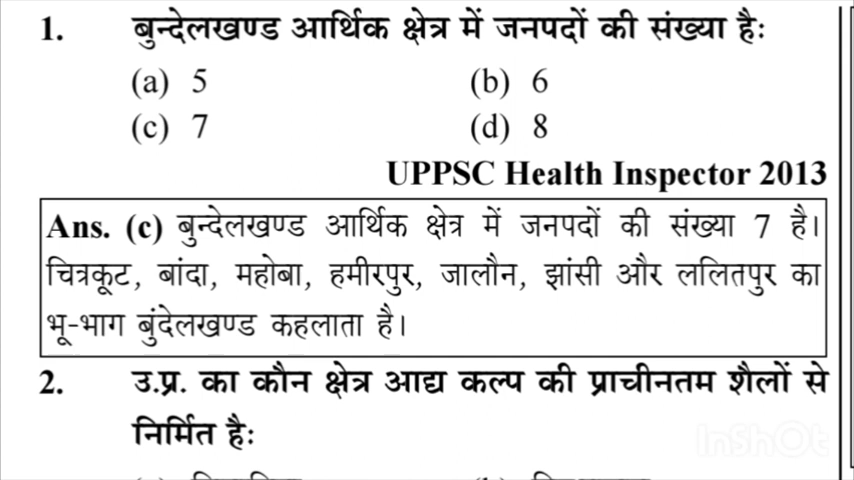 1. बुन्देलखण्ड आर्थिक क्षेत्र में जनपदों की संख्या हैः
(a) 5 (b) 6
(c) 7 (d) 8
UPPSC Health Inspector 2013
Ans. (c) बुन्देलखण्ड आर्थिक क्षेत्र में जनपदों की संख्या 7 है।
चित्रकूट, बांदा, महोबा, हमीरपुर, जालौन, झांसी और ललितपुर का
भू-भाग बुंदेलखण्ड कहलाता है।
2. उ.प्र. का कौन क्षेत्र आद्य कल्प की प्राचीनतम शैलों से
निर्मित हैः
InShOt